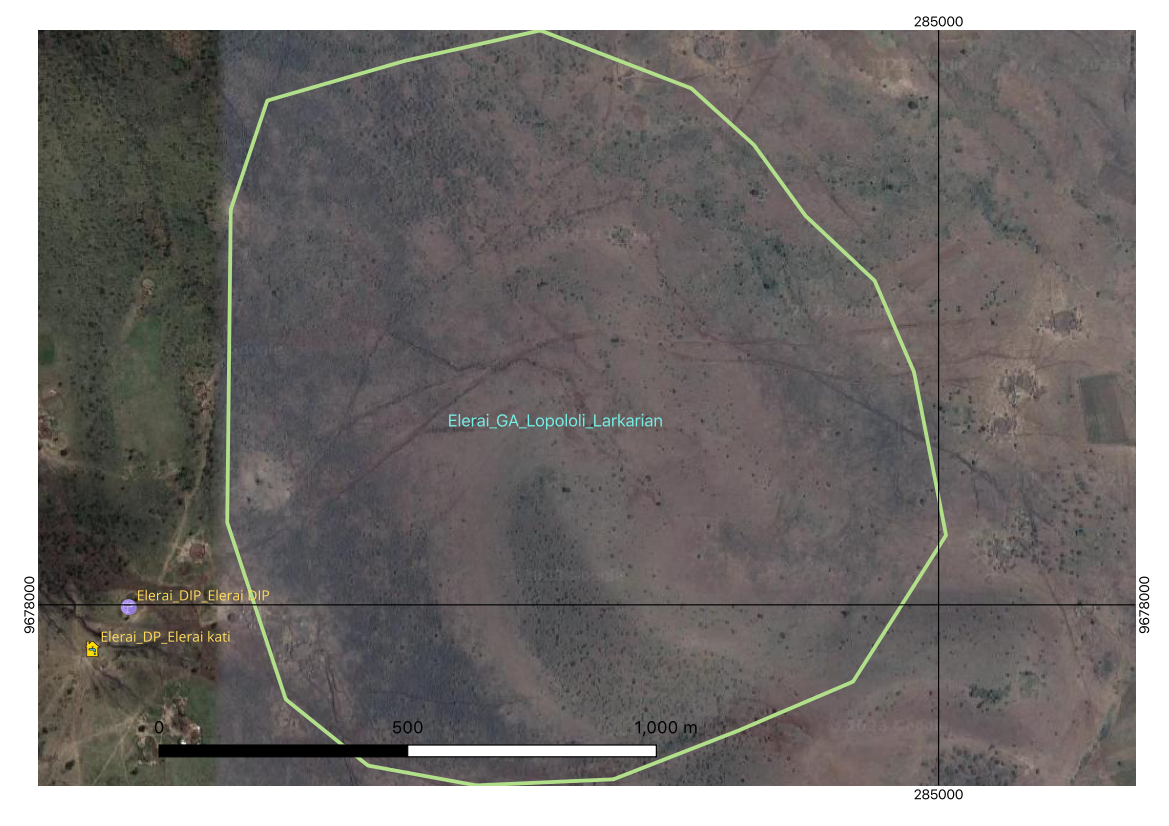 285000
Elerai_GA_Lopololi_Larkarian
9678000
9678000
Elerai_DIP_Elerai DIP
Elerai_DP_Elerai kati
0 500 1,000 m
285000